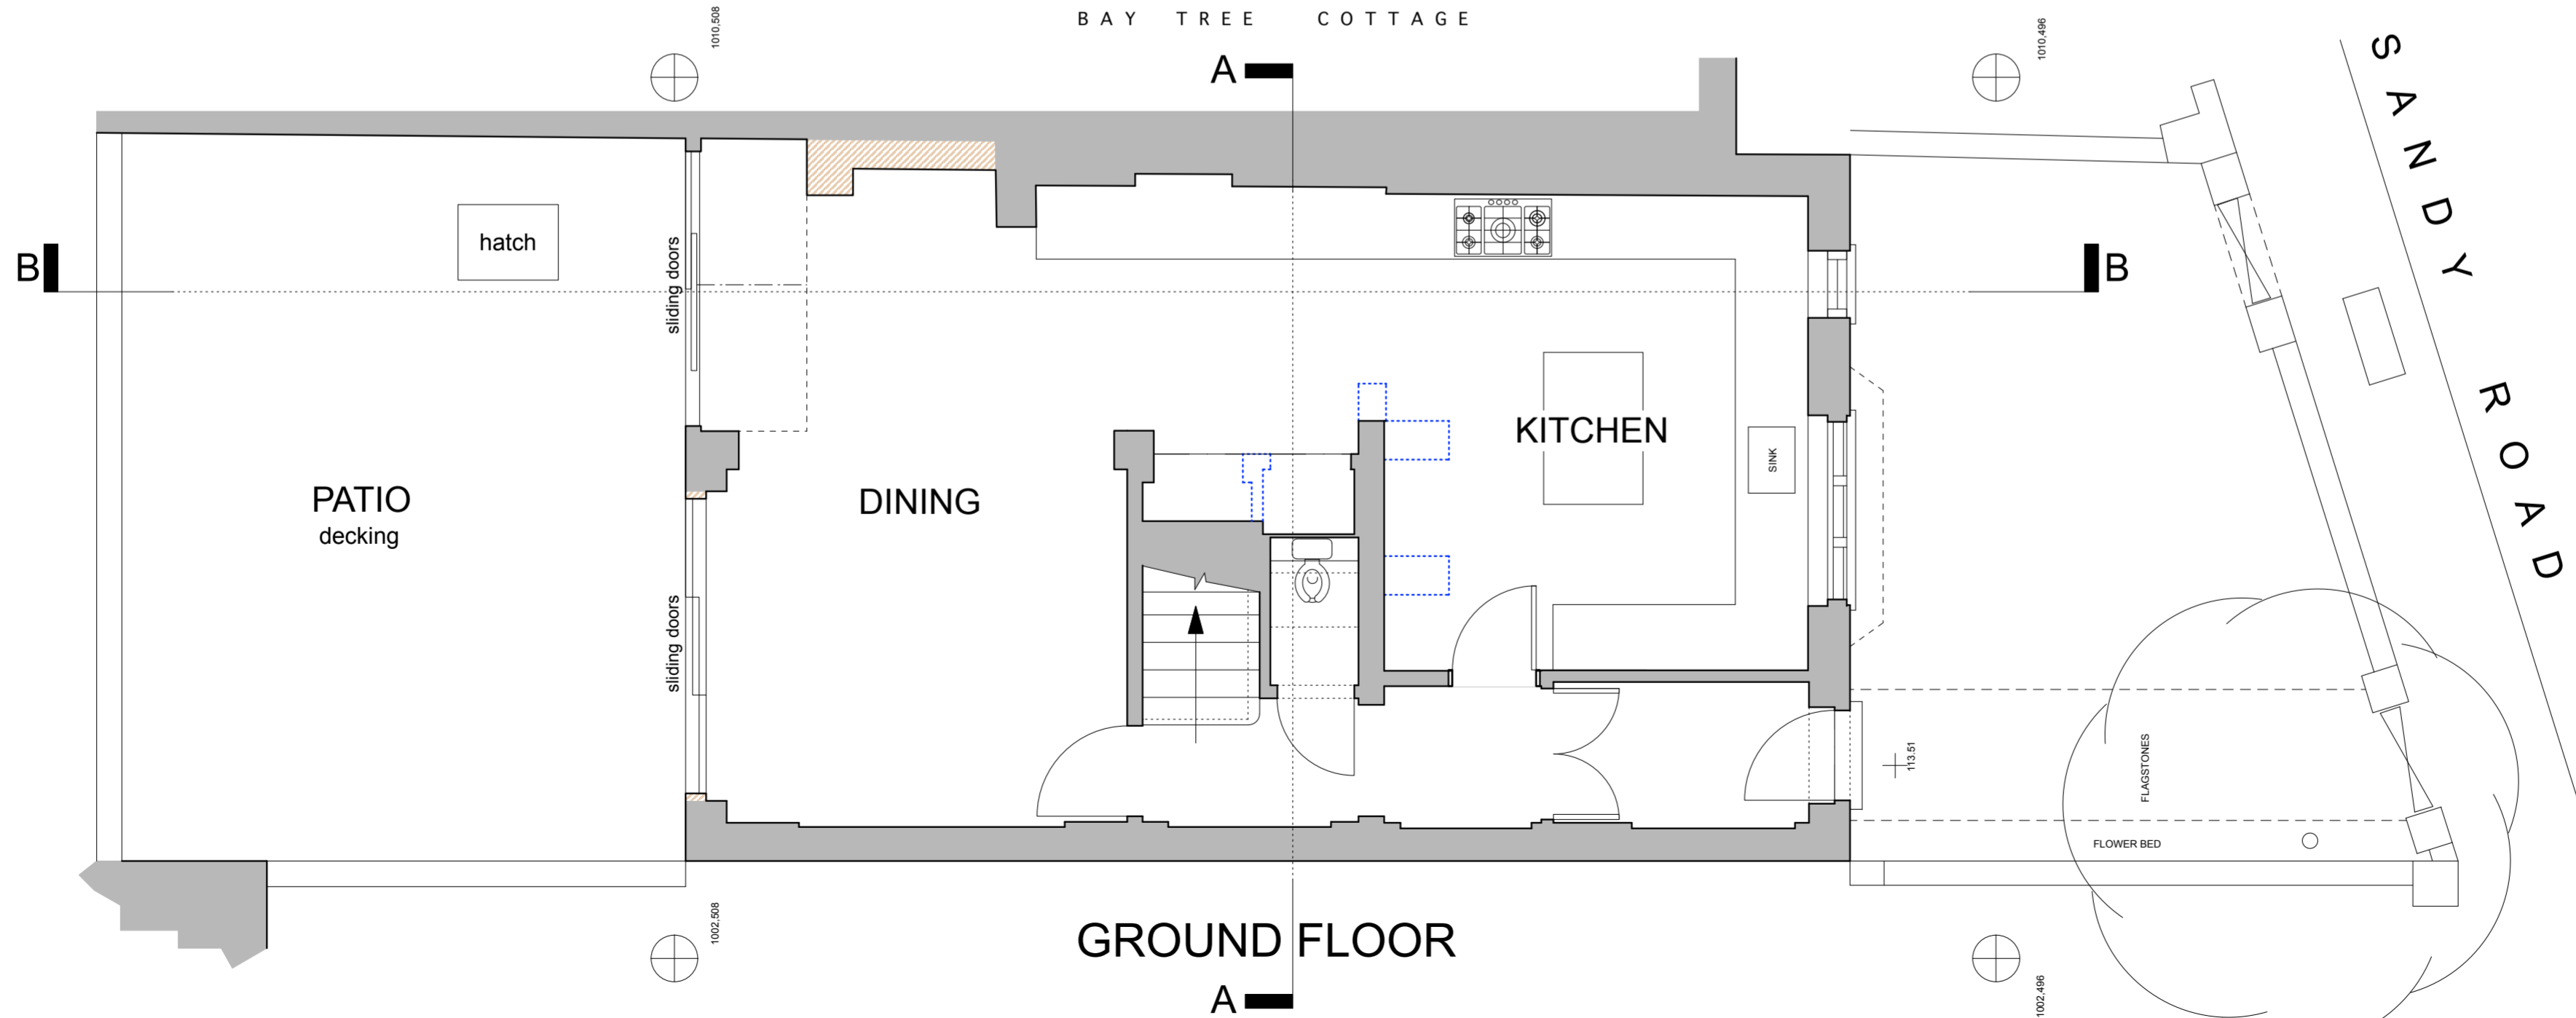 BAY TREE COTTAGE
1010,508
1010,496
A
SANDY ROAD
hatch
sliding doors
B
B
KITCHEN
SINK
PATIO
decking
DINING
sliding doors
113.51
FLAGSTONES
FLOWER BED
1002,508
GROUND FLOOR
1002,496
A